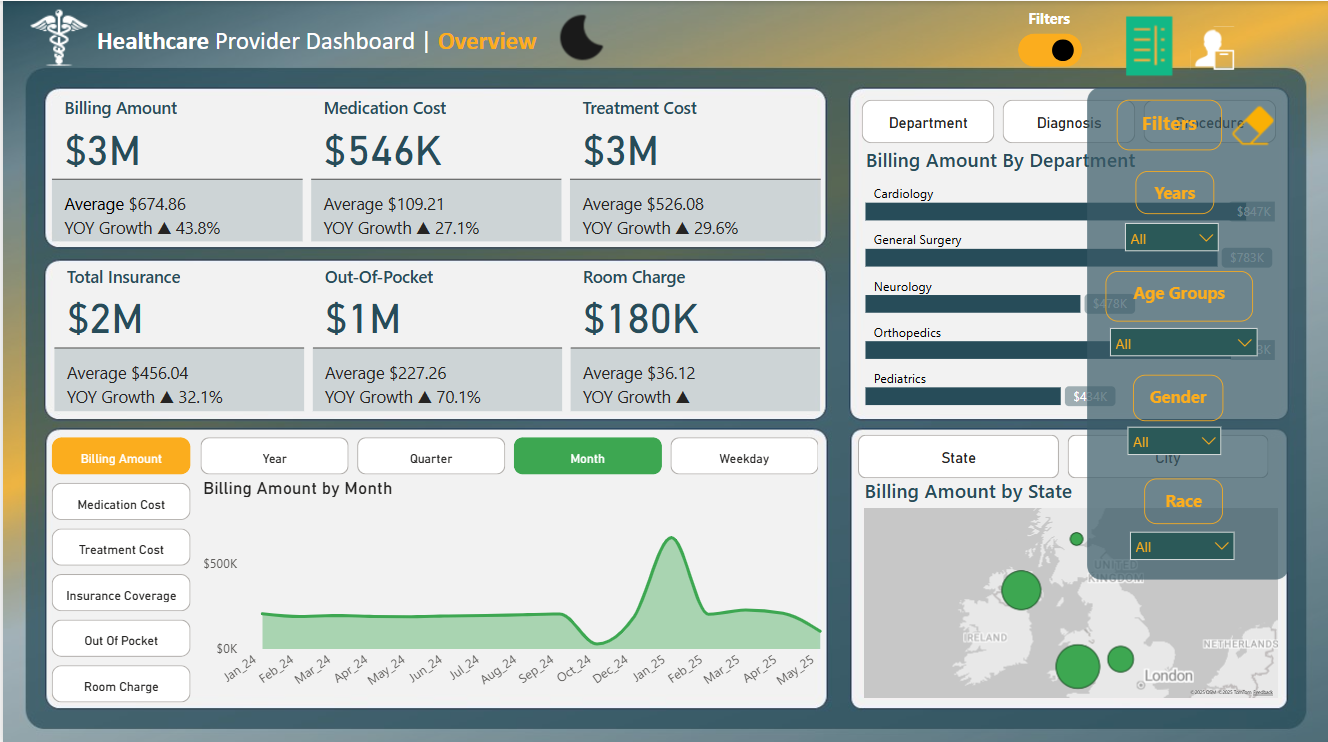 Healthcare Provider Dashboard | Overview
Filters
Billing Amount
$3M
Average $674.86
YOY Growth ▲ 43.8%
Medication Cost
$546K
Average $109.21
YOY Growth ▲ 27.1%
Treatment Cost
$3M
Average $526.08
YOY Growth ▲ 29.6%
Total Insurance
$2M
Average $456.04
YOY Growth ▲ 32.1%
Out-Of-Pocket
$1M
Average $227.26
YOY Growth ▲ 70.1%
Room Charge
$180K
Average $36.12
YOY Growth ▲
Department
Diagnosis
Procedure
Billing Amount By Department
Cardiology
$847K
General Surgery
$783K
Neurology
$478K
Orthopedics
Pediatrics
$434K
Filters
Years
All
Age Groups
All
Gender
All
Race
All
Billing Amount
Year
Quarter
Month
Weekday
Medication Cost
Treatment Cost
Insurance Coverage
Out Of Pocket
Room Charge
Billing Amount by Month
$500K
$0K
Jan_24
Feb_24
Mar_24
Apr_24
May_24
Jun_24
Jul_24
Aug_24
Sep_24
Oct_24
Dec_24
Jan_25
Feb_25
Mar_25
Apr_25
May_25
State
City
Billing Amount by State
UNITED
KINGDOM
IRELAND
NETHERLANDS
London
© 2025 OSM © 2025 TomTom Feedback